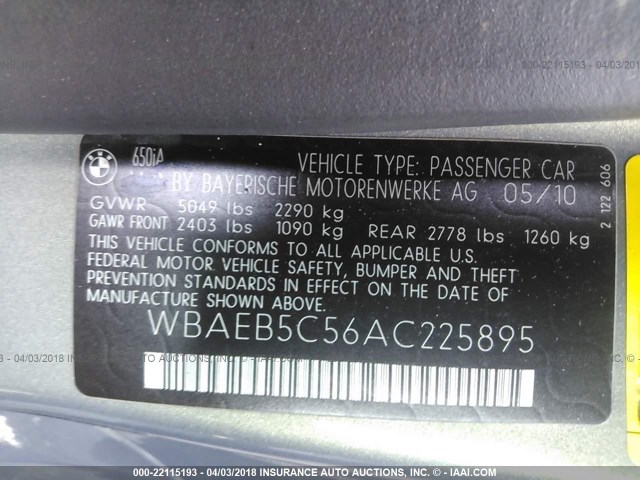 BMW
650iA
VEHICLE TYPE: PASSENGER CAR
BY BAYERISCHE MOTORENWERKE AG 05/10
GVWR 5049 lbs 2290 kg
GAWR FRONT 2403 lbs 1090 kg REAR 2778 lbs 1260 kg
THIS VEHICLE CONFORMS TO ALL APPLICABLE U.S.
FEDERAL MOTOR VEHICLE SAFETY, BUMPER AND THEFT
PREVENTION STANDARDS IN EFFECT ON THE DATE OF
MANUFACTURE SHOWN ABOVE.
WBAEB5C56AC225895
2 122 606
000-22115193 - 04/03/2018 INSURANCE AUTO AUCTIONS, INC. - © IAAI.COM